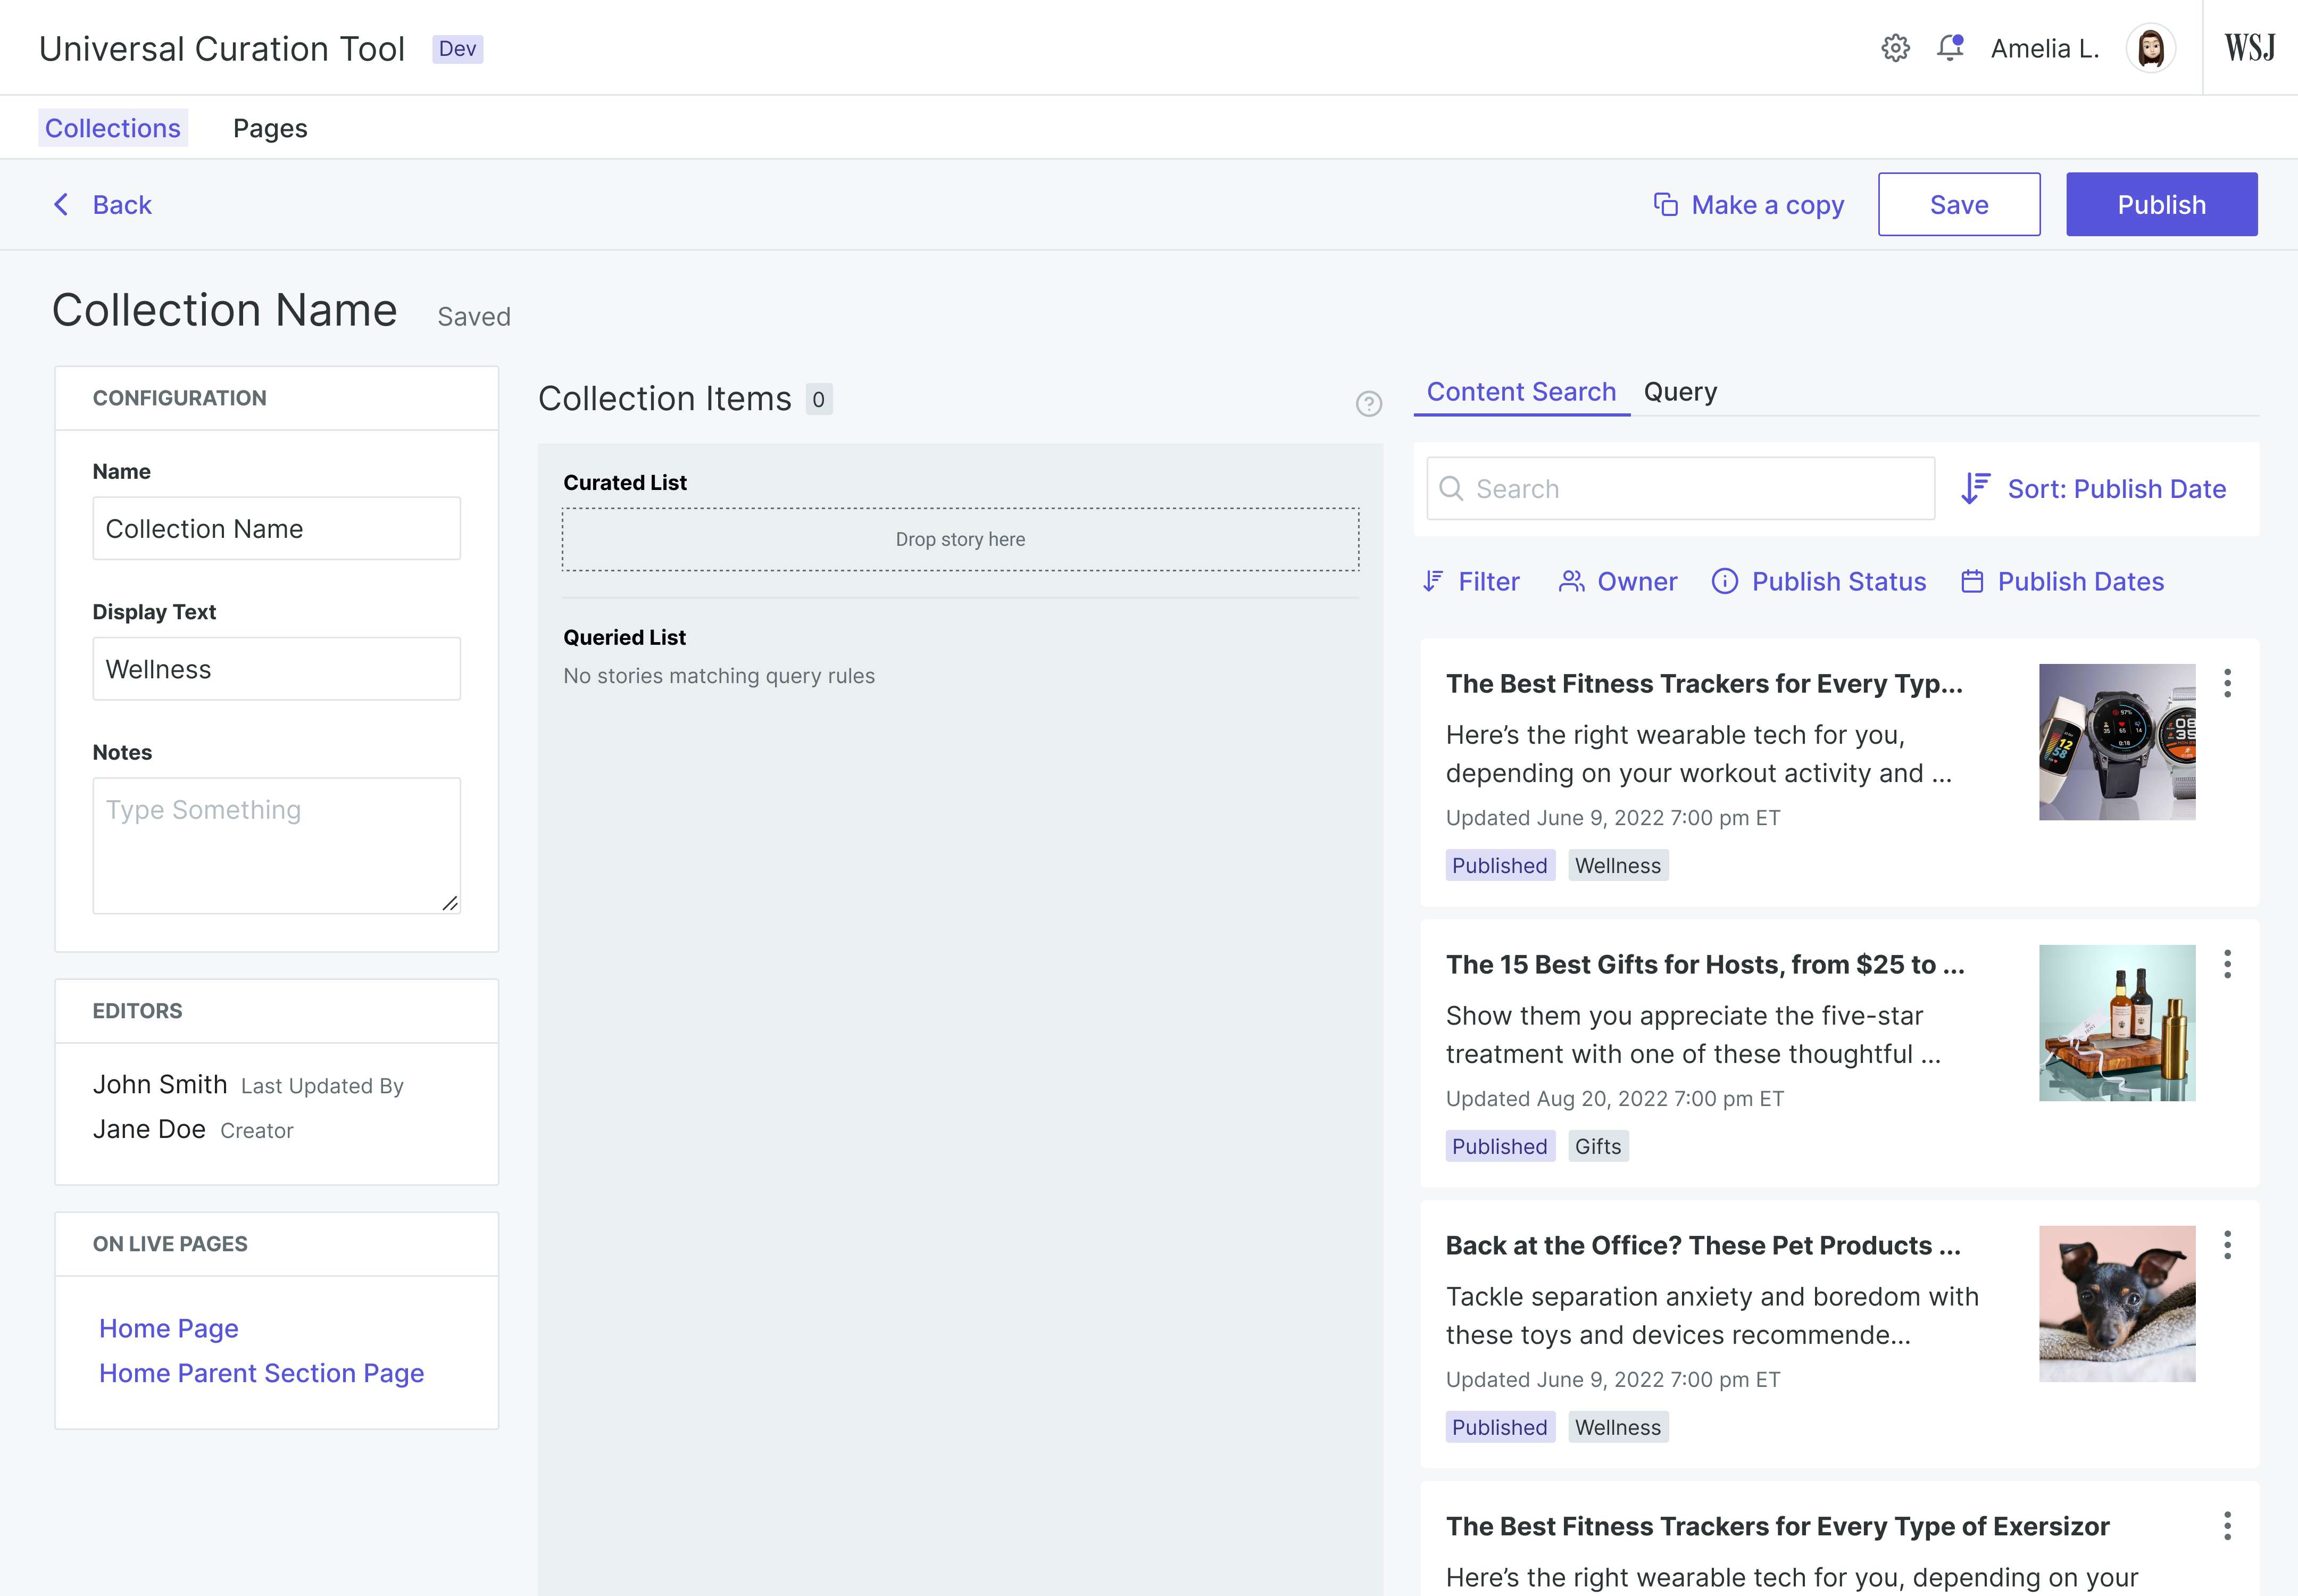 Universal Curation Tool Dev
Amelia L.
WSJ
Collections Pages
Back
Make a copy
Save
Publish
Collection Name Saved
CONFIGURATION
Name
Collection Name
Display Text
Wellness
Notes
Type Something
EDITORS
John Smith Last Updated By
Jane Doe Creator
ON LIVE PAGES
Home Page
Home Parent Section Page
Collection Items 0
?
Curated List
Drop story here
Queried List
No stories matching query rules
Content Search Query
Search
Sort: Publish Date
Filter Owner Publish Status Publish Dates
The Best Fitness Trackers for Every Typ...
Here’s the right wearable tech for you,
depending on your workout activity and ...
Updated June 9, 2022 7:00 pm ET
Published Wellness
The 15 Best Gifts for Hosts, from $25 to ...
Show them you appreciate the five-star
treatment with one of these thoughtful ...
Updated Aug 20, 2022 7:00 pm ET
Published Gifts
Back at the Office? These Pet Products ...
Tackle separation anxiety and boredom with
these toys and devices recommende...
Updated June 9, 2022 7:00 pm ET
Published Wellness
The Best Fitness Trackers for Every Type of Exersizor
Here’s the right wearable tech for you, depending on your